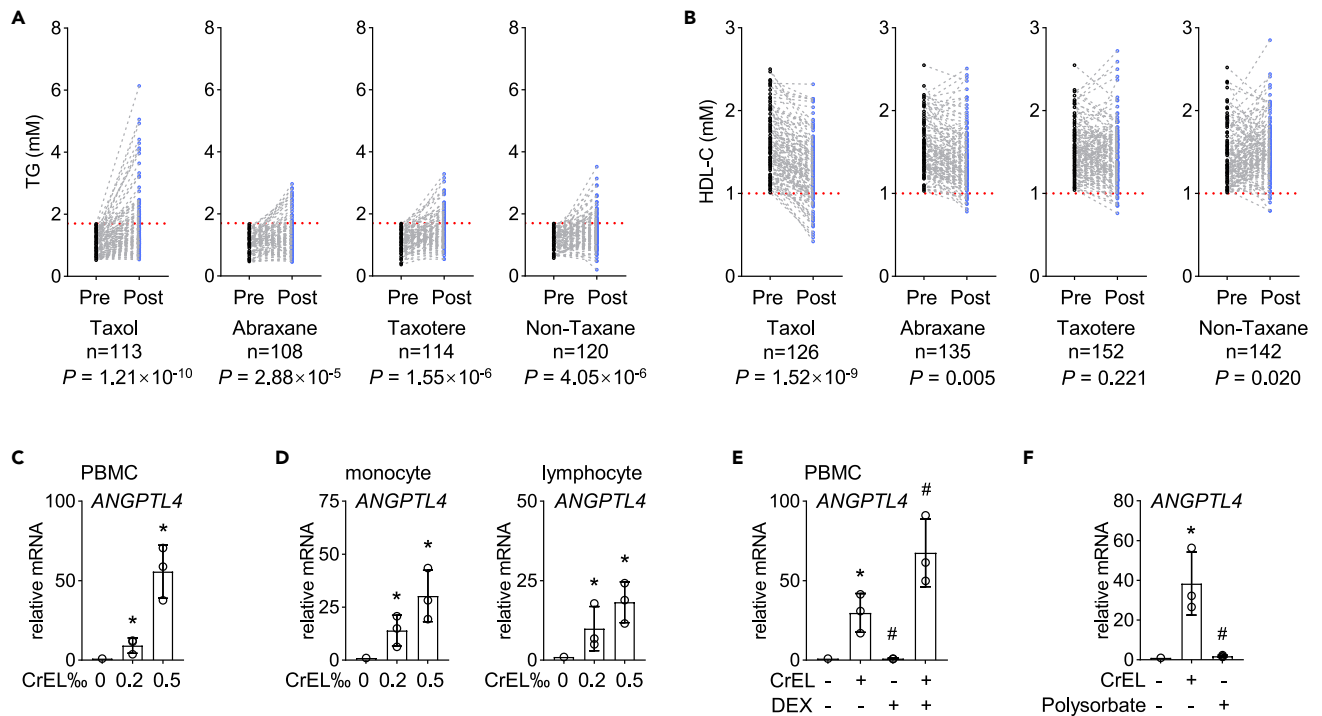 A
TG (mM)
8
6
4
2
0
Pre Post
Taxol
n=113
P = 1.21×10-10
8
6
4
2
0
Pre Post
Abraxane
n=108
P = 2.88×10-5
8
6
4
2
0
Pre Post
Taxotere
n=114
P = 1.55×10-6
8
6
4
2
0
Pre Post
Non-Taxane
n=120
P = 4.05×10-6
B
HDL-C (mM)
3
2
1
0
Pre Post
Taxol
n=126
P = 1.52×10-9
3
2
1
0
Pre Post
Abraxane
n=135
P = 0.005
3
2
1
0
Pre Post
Taxotere
n=152
P = 0.221
3
2
1
0
Pre Post
Non-Taxane
n=142
P = 0.020
C
PBMC
ANGPTL4
relative mRNA
100
50
0
* *
CrEL‰ 0 0.2 0.5
D
monocyte
ANGPTL4
relative mRNA
75
50
25
0
* *
CrEL‰ 0 0.2 0.5
lymphocyte
ANGPTL4
relative mRNA
50
25
0
* *
0 0.2 0.5
E
PBMC
ANGPTL4
relative mRNA
100
50
0
* # #
CrEL - + - +
DEX - - + +
F
ANGPTL4
relative mRNA
80
60
40
20
0
* #
CrEL - + -
Polysorbate - - +